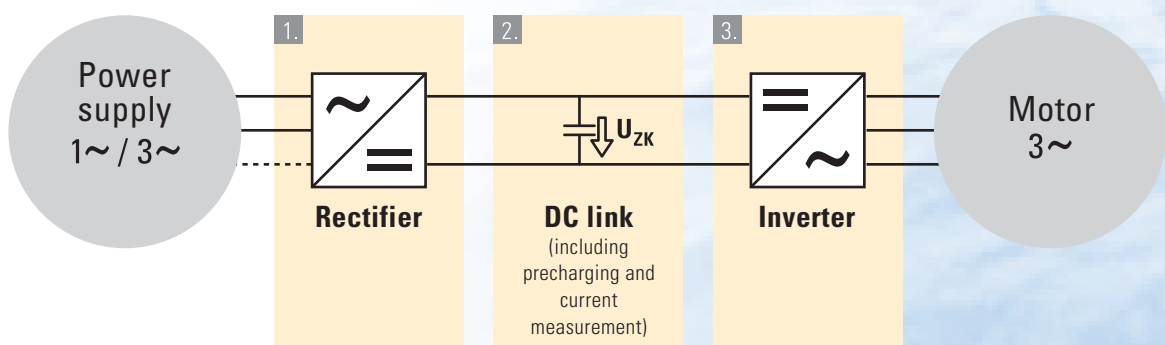 1.
2.
3.
Power
supply
1~ / 3~
U_ZK
Motor
3~
Rectifier
DC link
(including
precharging and
current
measurement)
Inverter